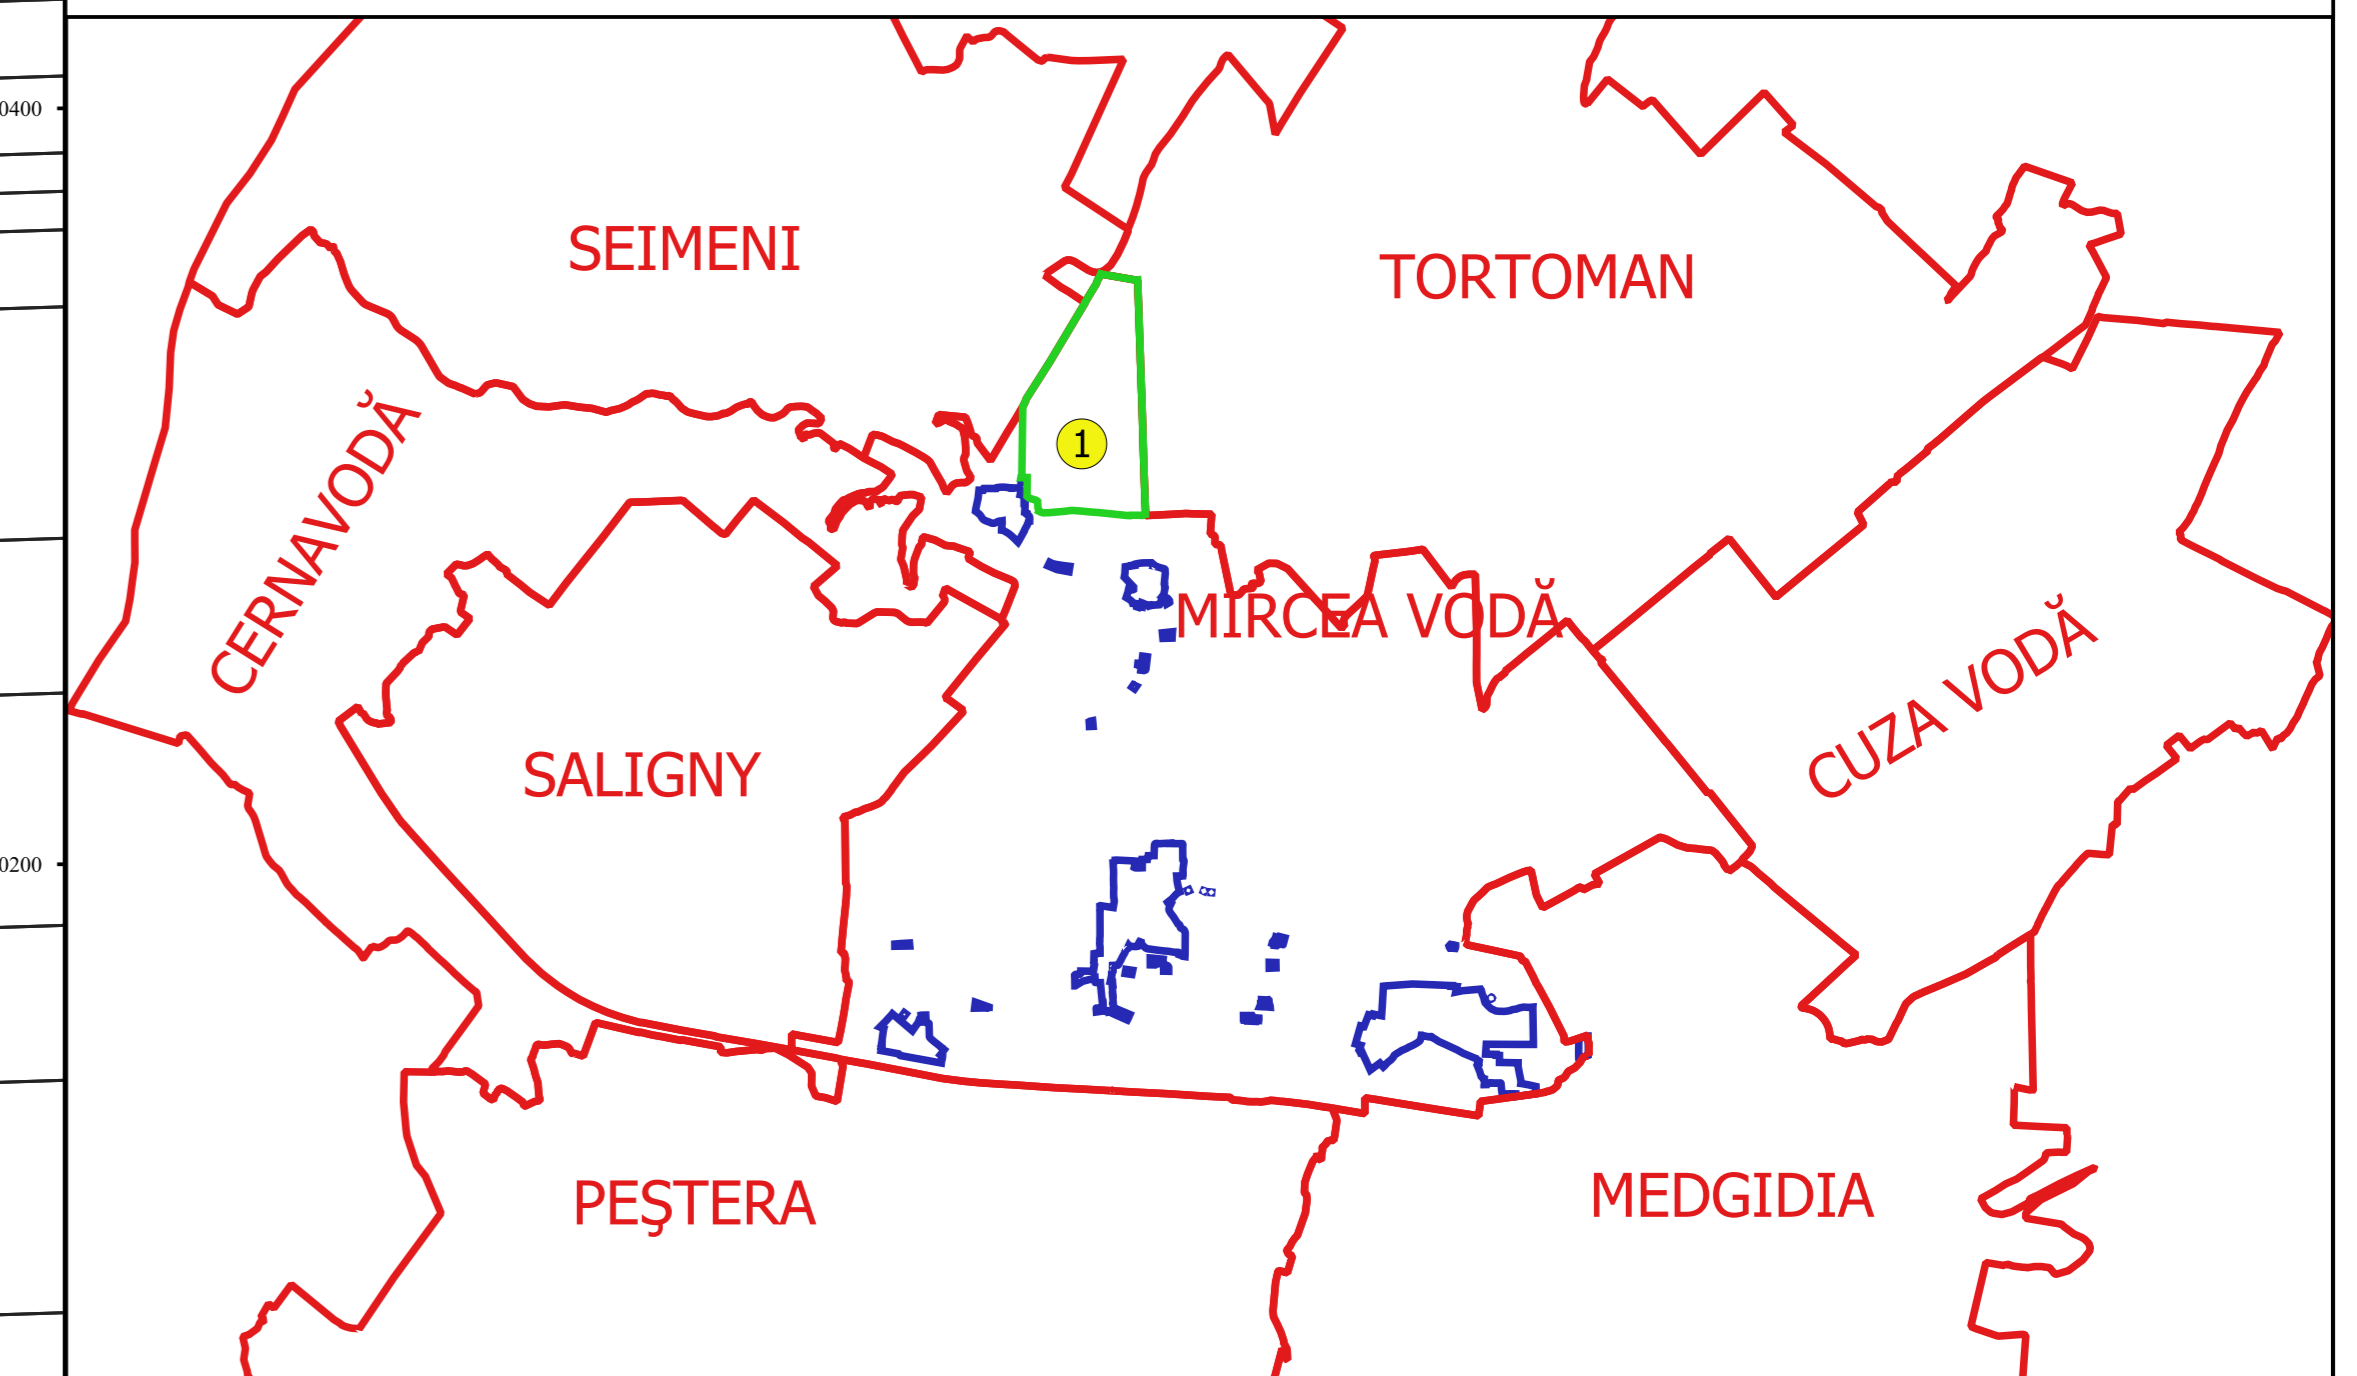 0400
SEIMENI
TORTOMAN
CERNAVODĂ
1
MIRCEA VODĂ
CUZA VODĂ
SALIGNY
0200
PEŞTERA
MEDGIDIA